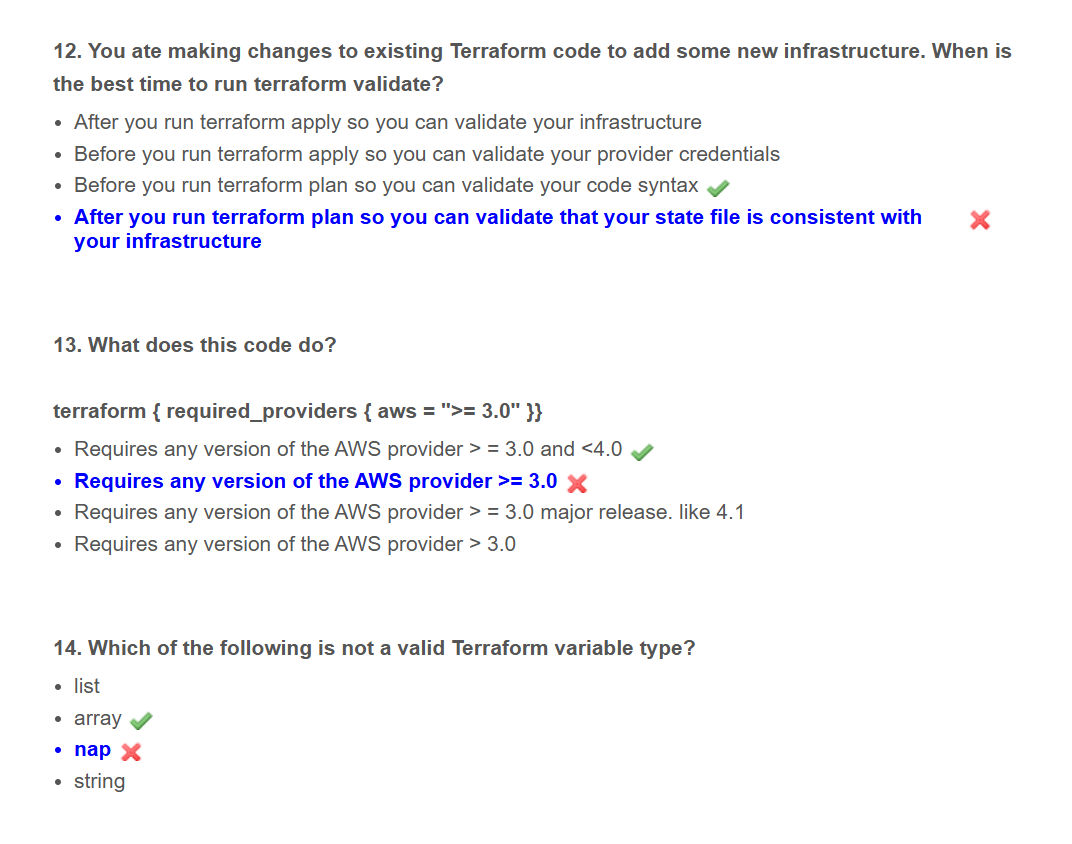 12. You ate making changes to existing Terraform code to add some new infrastructure. When is
the best time to run terraform validate?
• After you run terraform apply so you can validate your infrastructure
• Before you run terraform apply so you can validate your provider credentials
• Before you run terraform plan so you can validate your code syntax
• After you run terraform plan so you can validate that your state file is consistent with
your infrastructure
13. What does this code do?
terraform { required_providers { aws = ">= 3.0" }}
• Requires any version of the AWS provider > = 3.0 and <4.0
• Requires any version of the AWS provider >= 3.0
• Requires any version of the AWS provider > = 3.0 major release. like 4.1
• Requires any version of the AWS provider > 3.0
14. Which of the following is not a valid Terraform variable type?
• list
• array
• nap
• string